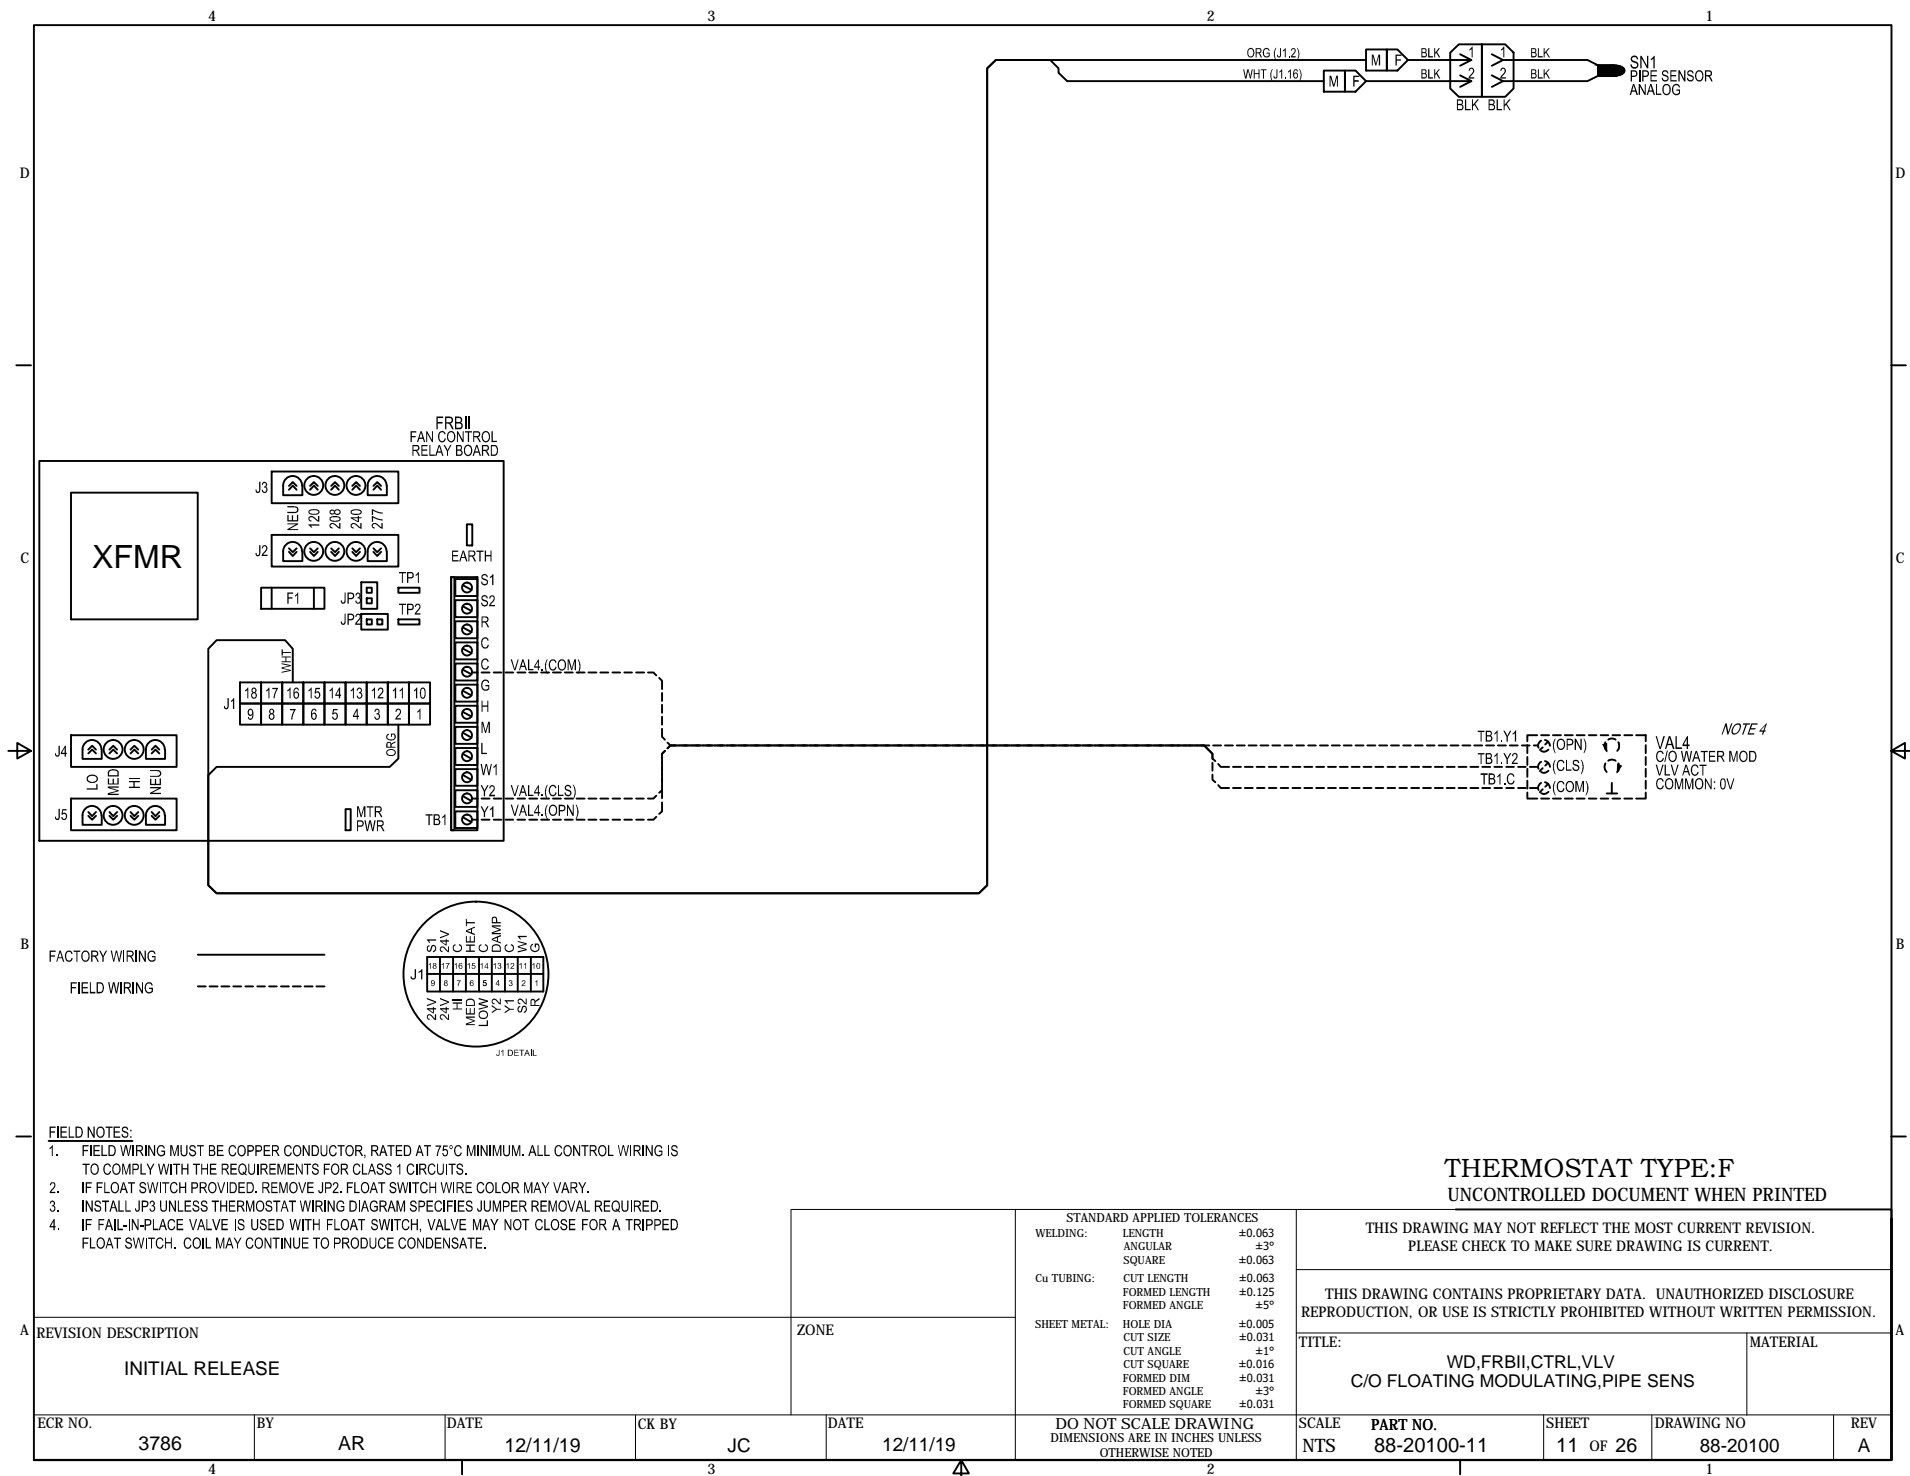 4 3 2 1
ORG (J1,2) M F BLK 1 1 BLK
WHT (J1,16) M F BLK 2 2 BLK
BLK BLK
SN1
PIPE SENSOR
ANALOG
D D
FRBII
FAN CONTROL
RELAY BOARD
XFMR
J3
NEU 120 208 240 277
J2
EARTH
C C
F1
JP3
JP2
TP1
TP2
S1
S2
R
C
C VAL4.(COM)
G
H
M
L
W1
Y2 VAL4.(CLS)
Y1 VAL4.(OPN)
TB1
WHT
J1
18 17 16 15 14 13 12 11 10
9 8 7 6 5 4 3 2 1
ORG
J4
LO MED HI NEU
J5
MTR
PWR
TB1.Y1 (OPN)
TB1.Y2 (CLS)
TB1.C (COM)
NOTE 4
VAL4
C/O WATER MOD
VLV ACT
COMMON: 0V
B B
FACTORY WIRING
FIELD WIRING
S1 24V C HEAT C DAMP C W1 G
J1
18 17 16 15 14 13 12 11 10
9 8 7 6 5 4 3 2 1
24V 24V HI MED LOW Y2 Y1 S2 R
J1 DETAIL
FIELD NOTES:
1. FIELD WIRING MUST BE COPPER CONDUCTOR, RATED AT 75°C MINIMUM. ALL CONTROL WIRING IS
TO COMPLY WITH THE REQUIREMENTS FOR CLASS 1 CIRCUITS.
2. IF FLOAT SWITCH PROVIDED. REMOVE JP2. FLOAT SWITCH WIRE COLOR MAY VARY.
3. INSTALL JP3 UNLESS THERMOSTAT WIRING DIAGRAM SPECIFIES JUMPER REMOVAL REQUIRED.
4. IF FAIL-IN-PLACE VALVE IS USED WITH FLOAT SWITCH, VALVE MAY NOT CLOSE FOR A TRIPPED
FLOAT SWITCH. COIL MAY CONTINUE TO PRODUCE CONDENSATE.
THERMOSTAT TYPE:F
UNCONTROLLED DOCUMENT WHEN PRINTED
STANDARD APPLIED TOLERANCES
WELDING: LENGTH ±0.063
ANGULAR ±3°
SQUARE ±0.063
Cu TUBING: CUT LENGTH ±0.063
FORMED LENGTH ±0.125
FORMED ANGLE ±5°
SHEET METAL: HOLE DIA ±0.005
CUT SIZE ±0.031
CUT ANGLE ±1°
CUT SQUARE ±0.016
FORMED DIM ±0.031
FORMED ANGLE ±3°
FORMED SQUARE ±0.031
THIS DRAWING MAY NOT REFLECT THE MOST CURRENT REVISION.
PLEASE CHECK TO MAKE SURE DRAWING IS CURRENT.
THIS DRAWING CONTAINS PROPRIETARY DATA. UNAUTHORIZED DISCLOSURE
REPRODUCTION, OR USE IS STRICTLY PROHIBITED WITHOUT WRITTEN PERMISSION.
A A
REVISION DESCRIPTION
INITIAL RELEASE
ZONE
TITLE:
WD,FRBII,CTRL,VLV
C/O FLOATING MODULATING,PIPE SENS
MATERIAL
ECR NO. 3786
BY AR
DATE 12/11/19
CK BY JC
DATE 12/11/19
DO NOT SCALE DRAWING
DIMENSIONS ARE IN INCHES UNLESS
OTHERWISE NOTED
SCALE NTS
PART NO. 88-20100-11
SHEET 11 OF 26
DRAWING NO 88-20100
REV A
4 3 2 1